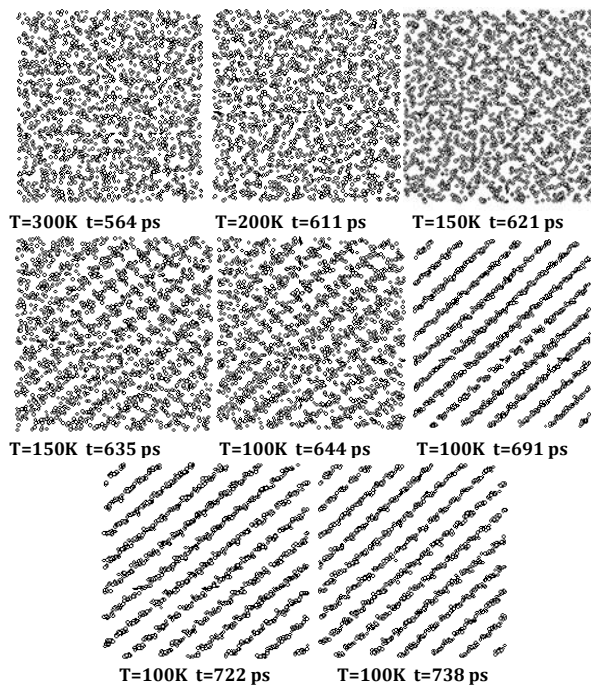 T=300K t=564 ps T=200K t=611 ps T=150K t=621 ps
T=150K t=635 ps T=100K t=644 ps T=100K t=691 ps
T=100K t=722 ps T=100K t=738 ps